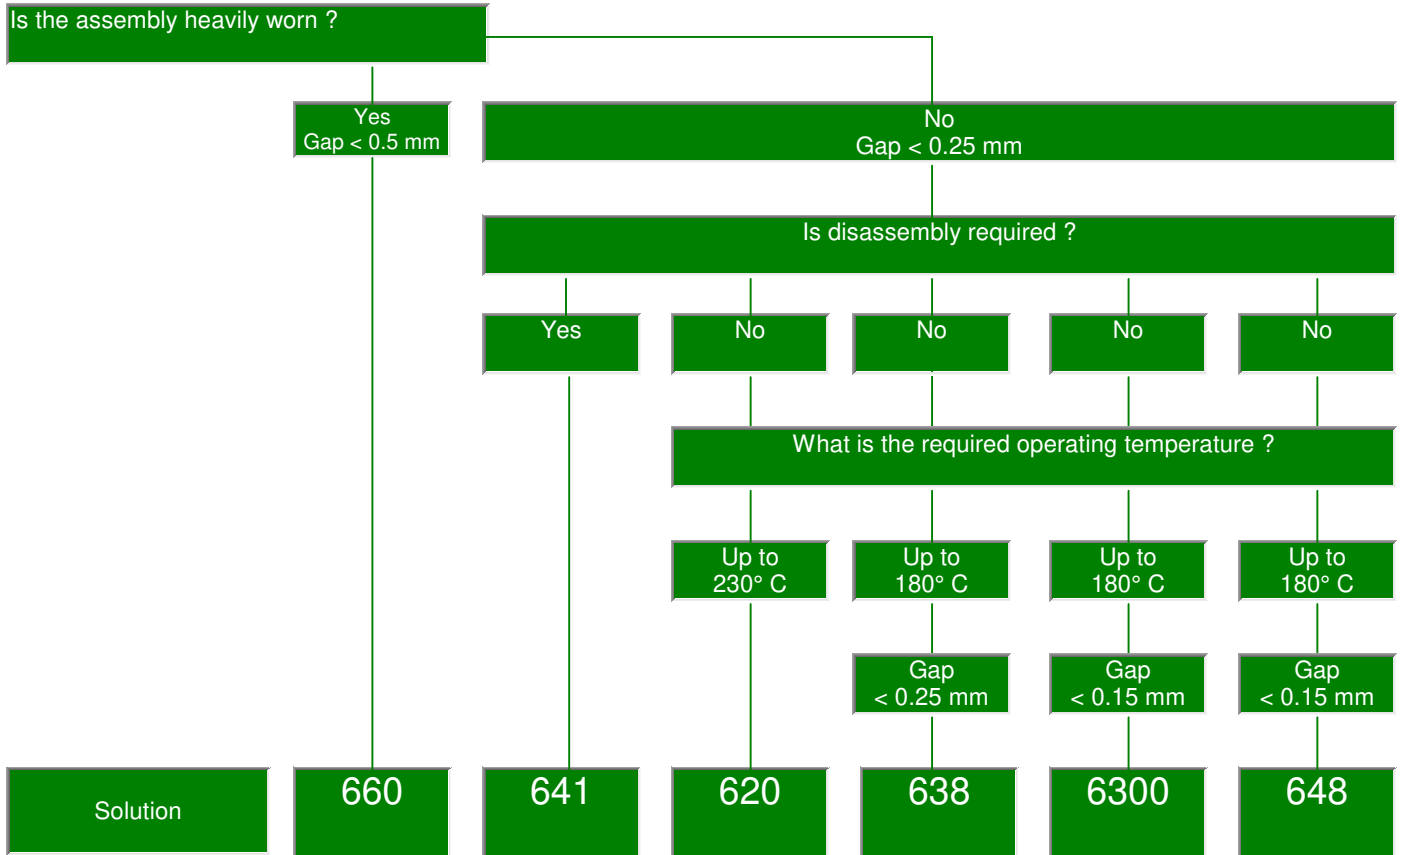 Is the assembly heavily worn ?
Yes
Gap < 0.5 mm
No
Gap < 0.25 mm
Is disassembly required ?
Yes
No
No
No
No
What is the required operating temperature ?
Up to
230° C
Up to
180° C
Up to
180° C
Up to
180° C
Gap
< 0.25 mm
Gap
< 0.15 mm
Gap
< 0.15 mm
Solution
660
641
620
638
6300
648